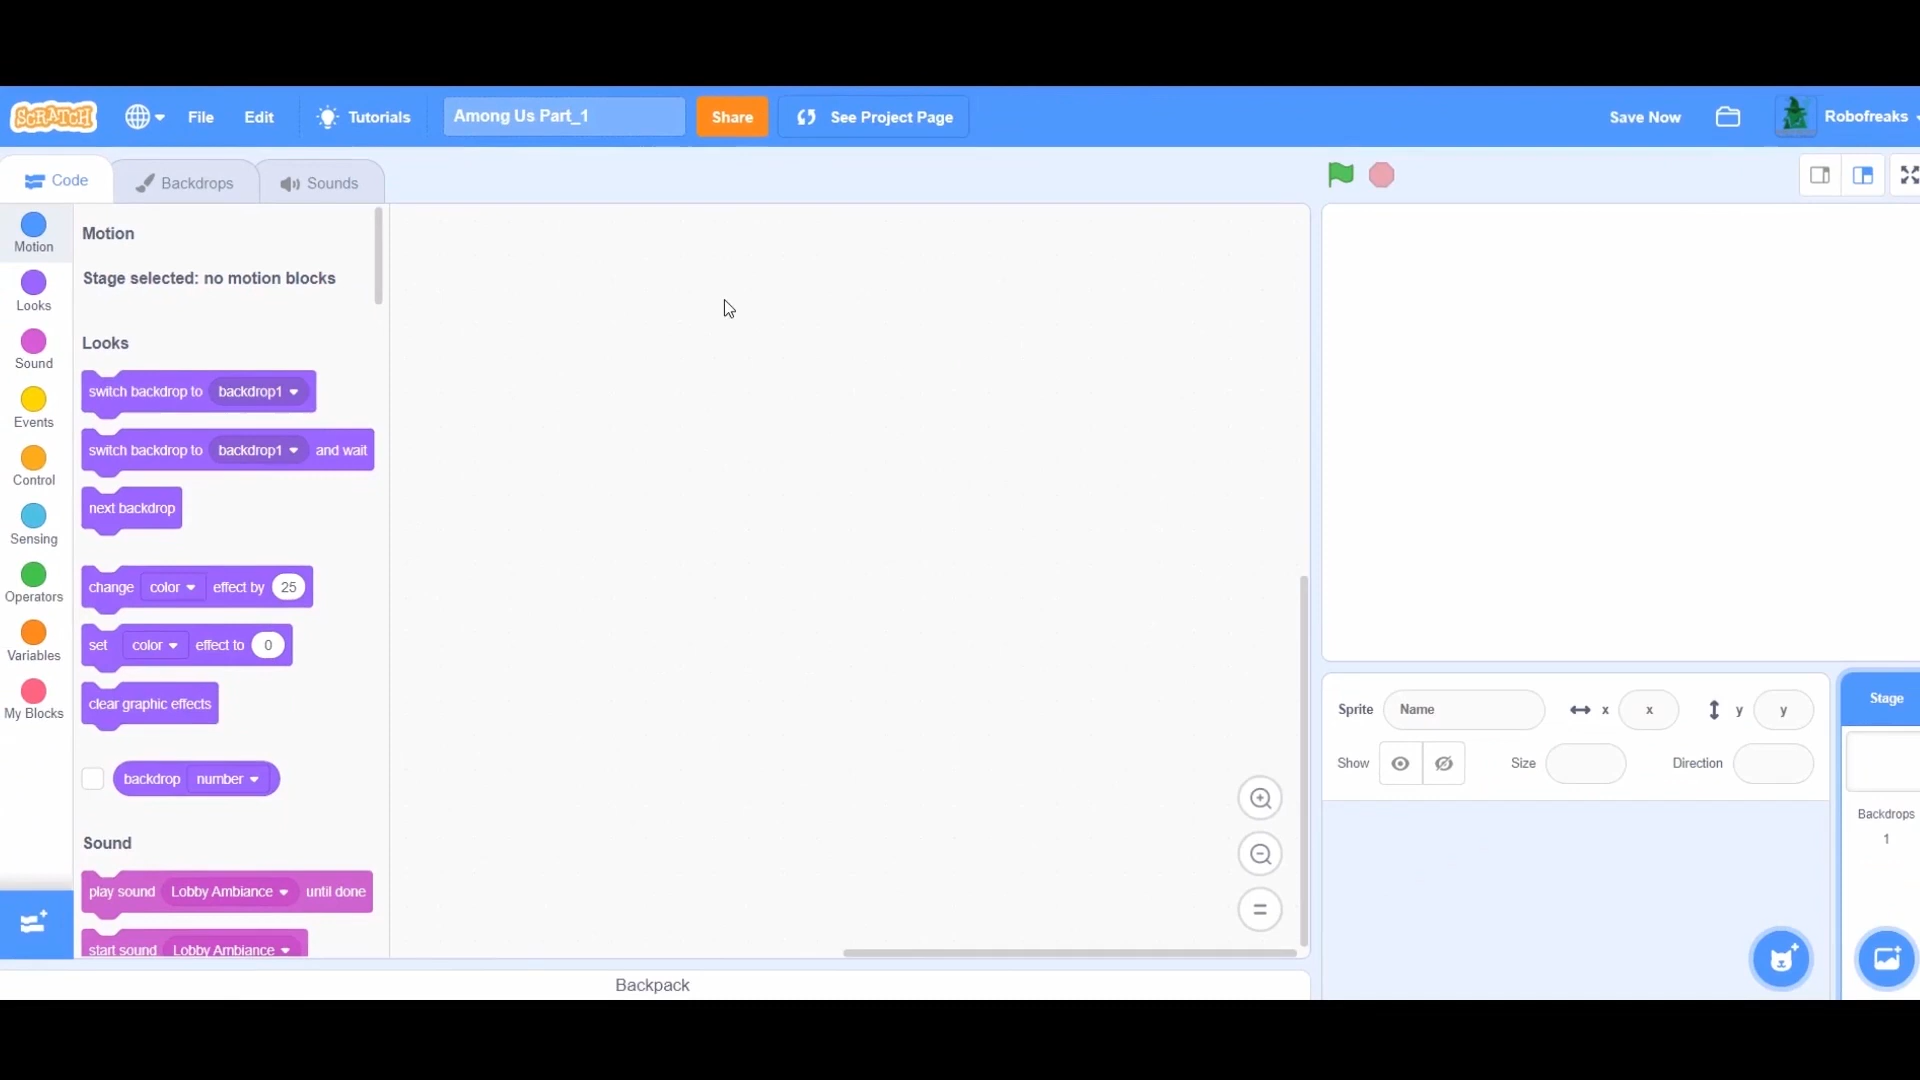 SCRATCH
File
Edit
Tutorials
Among Us Part_1
Share
See Project Page
Save Now
Robofreaks
Code
Backdrops
Sounds
Motion
Looks
Sound
Events
Control
Sensing
Operators
Variables
My Blocks
Motion
Stage selected: no motion blocks
Looks
switch backdrop to backdrop1
switch backdrop to backdrop1 and wait
next backdrop
change color effect by 25
set color effect to 0
clear graphic effects
backdrop number
Sound
play sound Lobby Ambiance until done
start sound Lobby Ambiance
Backpack
Sprite Name x x y y
Show Size Direction
Stage
Backdrops
1